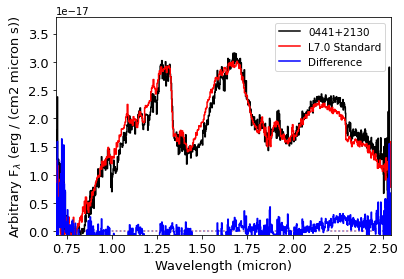 1e−17
0441+2130
L7.0 Standard
Difference
Arbitrary Fλ (erg / (cm2 micron s))
3.5
3.0
2.5
2.0
1.5
1.0
0.5
0.0
0.75 1.00 1.25 1.50 1.75 2.00 2.25 2.50
Wavelength (micron)